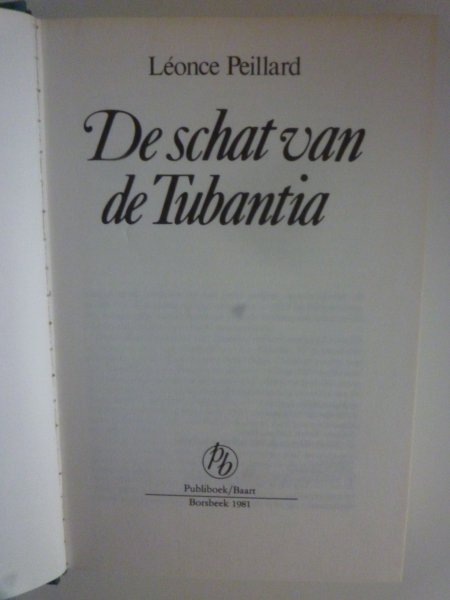 Léonce Peillard
De schat van
de Tubantia
pb
Publiboek/Baart
Borsbeek 1981